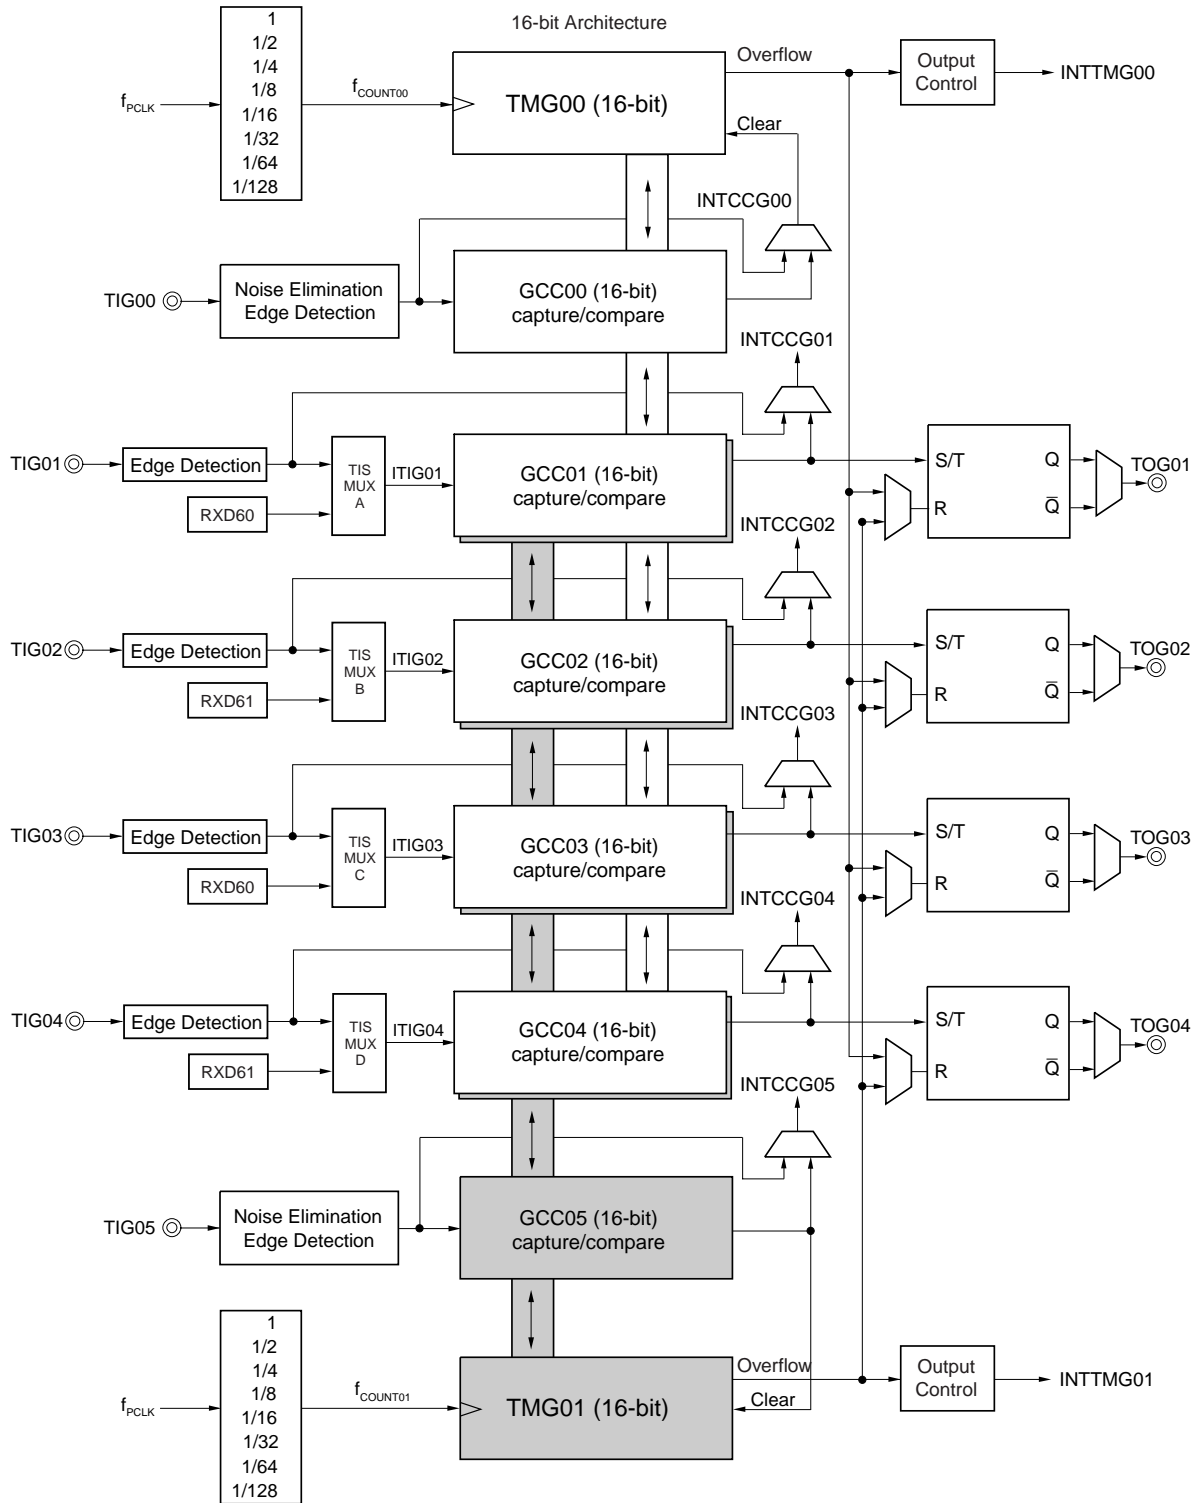 16-bit Architecture
1
1/2
1/4
1/8
1/16
1/32
1/64
1/128
fPCLK
fCOUNT00
TMG00 (16-bit)
Overflow
Output
Control
INTTMG00
Clear
INTCCG00
TIG00
Noise Elimination
Edge Detection
GCC00 (16-bit)
capture/compare
INTCCG01
TIG01
Edge Detection
RXD60
TIS
MUX
A
ITIG01
GCC01 (16-bit)
capture/compare
S/T
R
Q
Q̅
TOG01
INTCCG02
TIG02
Edge Detection
RXD61
TIS
MUX
B
ITIG02
GCC02 (16-bit)
capture/compare
S/T
R
Q
Q̅
TOG02
INTCCG03
TIG03
Edge Detection
RXD60
TIS
MUX
C
ITIG03
GCC03 (16-bit)
capture/compare
S/T
R
Q
Q̅
TOG03
INTCCG04
TIG04
Edge Detection
RXD61
TIS
MUX
D
ITIG04
GCC04 (16-bit)
capture/compare
S/T
R
Q
Q̅
TOG04
INTCCG05
TIG05
Noise Elimination
Edge Detection
GCC05 (16-bit)
capture/compare
1
1/2
1/4
1/8
1/16
1/32
1/64
1/128
fPCLK
fCOUNT01
TMG01 (16-bit)
Overflow
Clear
Output
Control
INTTMG01